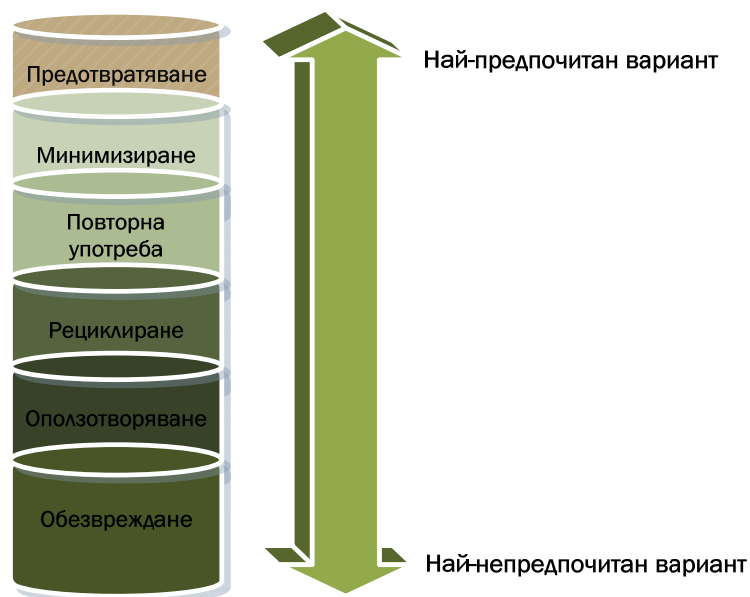 Предотвратяване
Най-предпочитан вариант
Минимизиране
Повторна
употреба
Рециклиране
Оползотворяване
Обезвреждане
Най-непредпочитан вариант